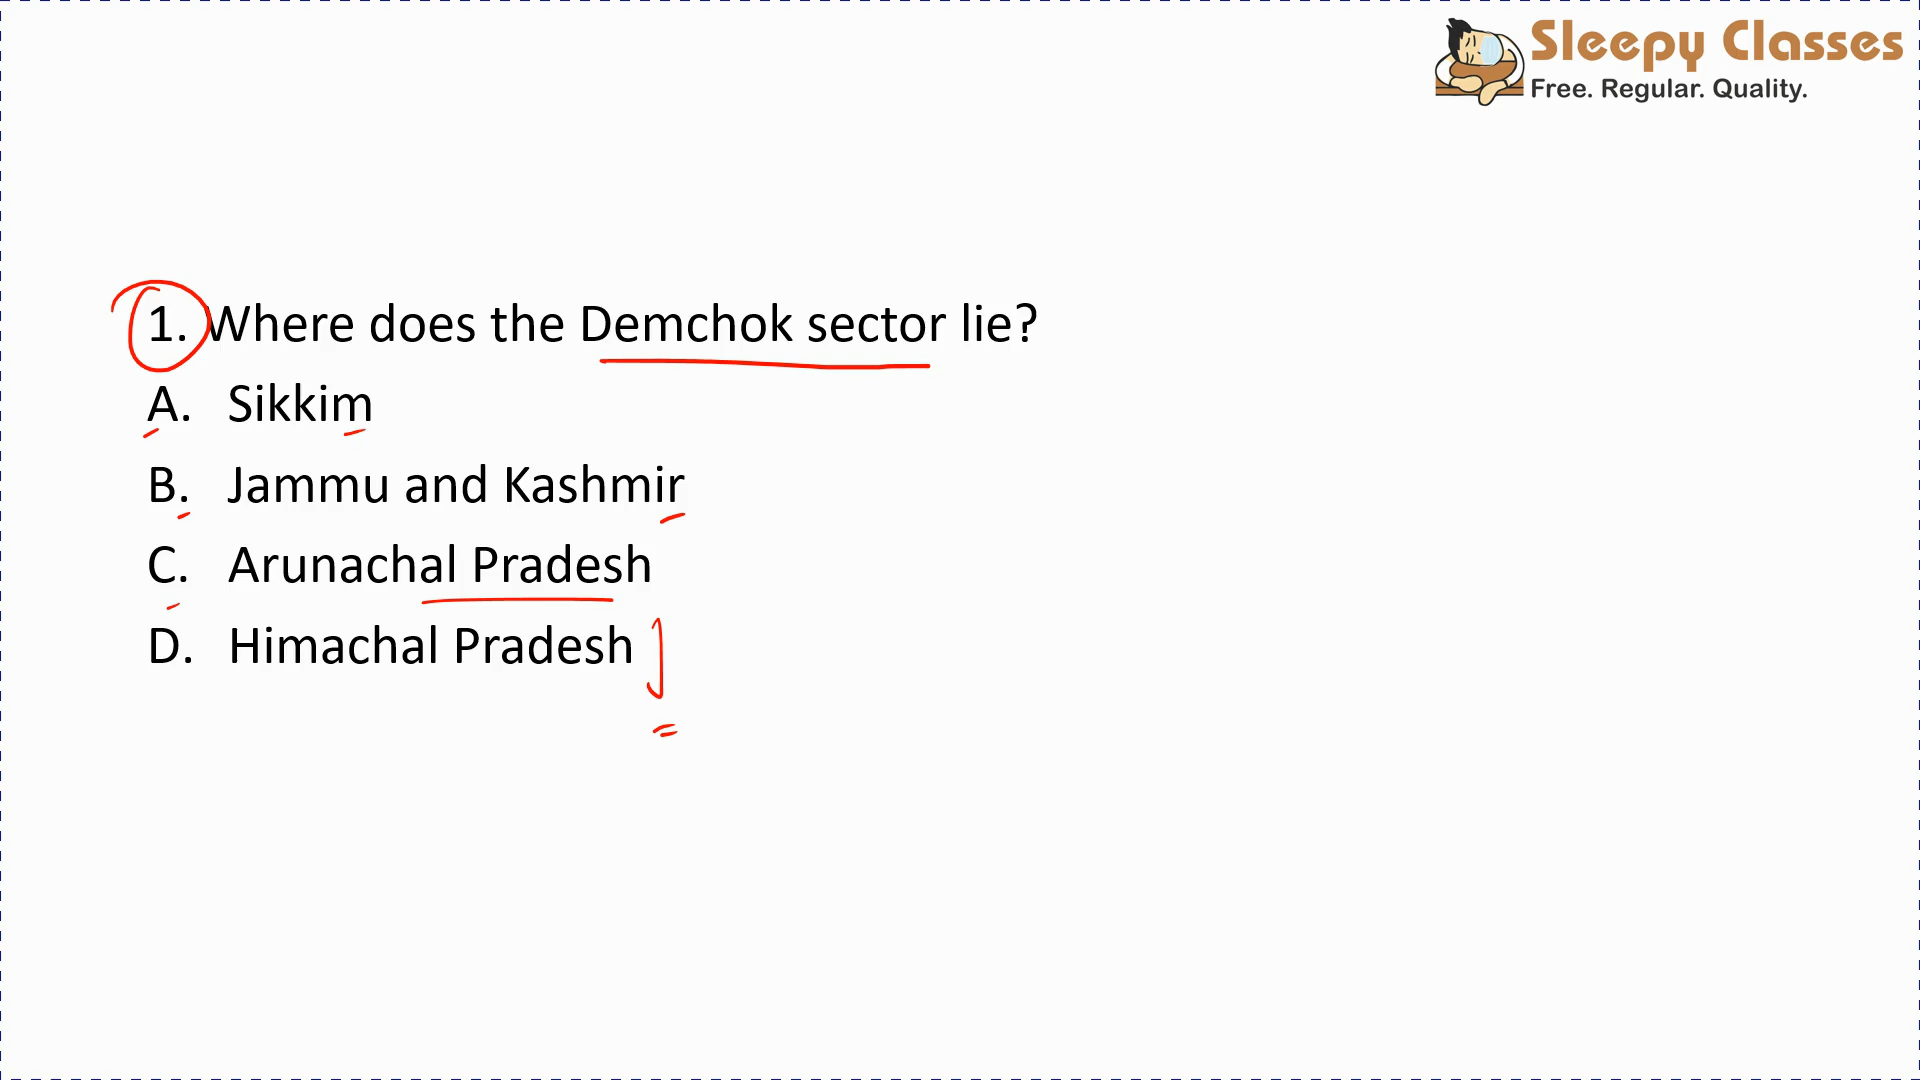 Sleepy Classes
Free. Regular. Quality.
1. Where does the Demchok sector lie?
A. Sikkim
B. Jammu and Kashmir
C. Arunachal Pradesh
D. Himachal Pradesh